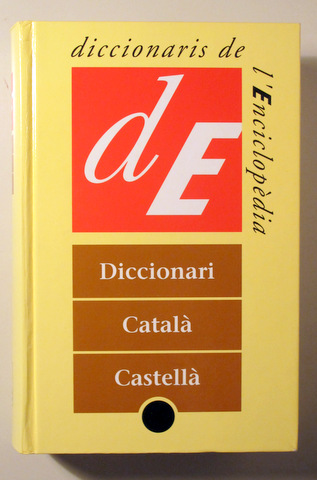 diccionaris de
l'Enciclopèdia
dE
Diccionari
Català
Castellà